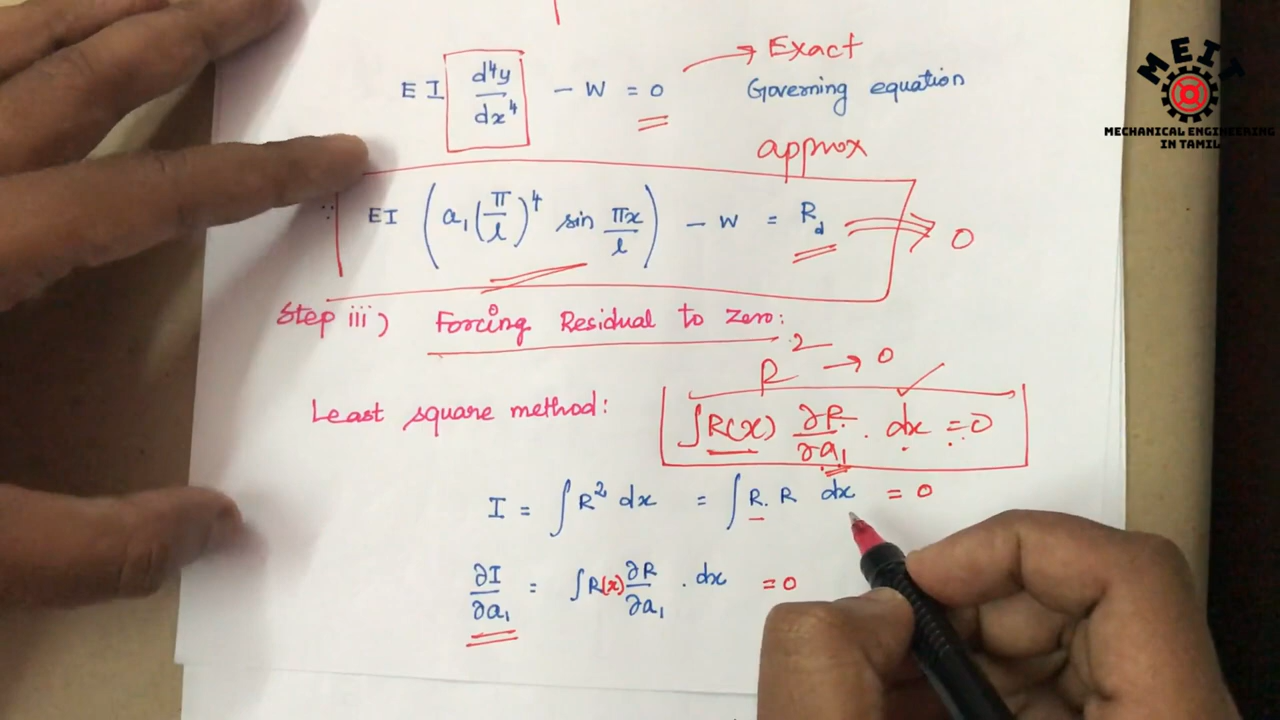 MEIT
MECHANICAL ENGINEERING
IN TAMIL
EI d⁴y/dx⁴ - W = 0 → Exact
Governing equation
approx
∵ EI (a₁(π/l)⁴ sin πx/l) - W = R_d ⇒ 0
Step iii) Forcing Residual to Zero:
R² → 0 ✓
Least square method: ∫R(x) ∂R/∂a₁ . dx = 0
I = ∫R² dx = ∫R. R dx = 0
∂I/∂a₁ = ∫R(x) ∂R/∂a₁ . dx = 0